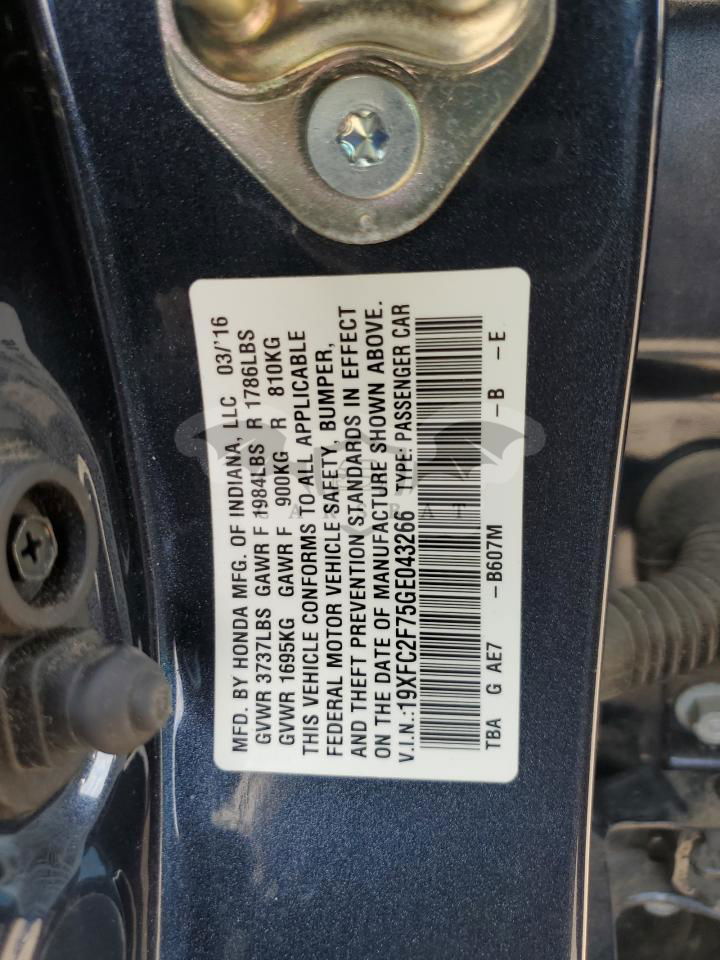 MFD. BY HONDA MFG. OF INDIANA, LLC 03/'16
GVWR 3737LBS GAWR F 1984LBS R 1786LBS
GVWR 1695KG GAWR F 900KG R 810KG
THIS VEHICLE CONFORMS TO ALL APPLICABLE
FEDERAL MOTOR VEHICLE SAFETY, BUMPER,
AND THEFT PREVENTION STANDARDS IN EFFECT
ON THE DATE OF MANUFACTURE SHOWN ABOVE.
V.I.N.:19XFC2F75GE043266 TYPE: PASSENGER CAR
TBA G AE7 -B607M -B -E